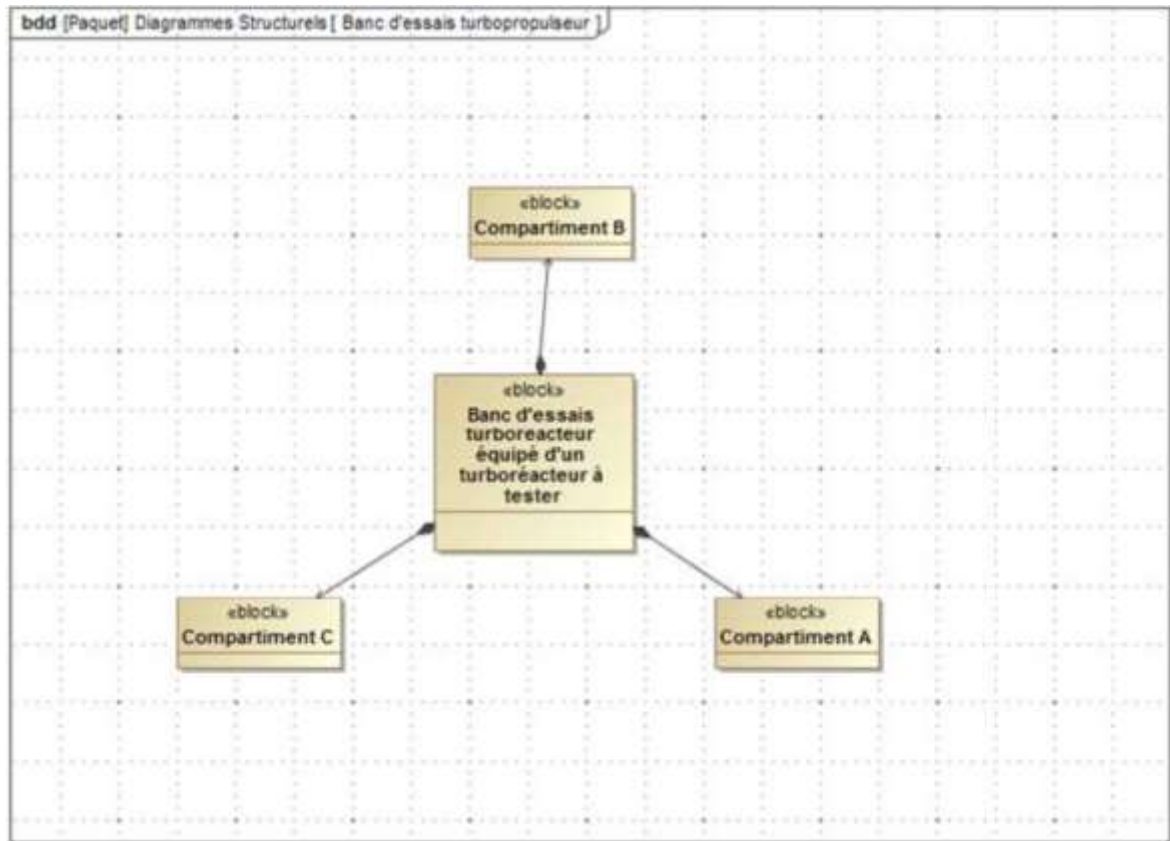 bdd [Paquet] Diagrammes Structurels [ Banc d'essais turbopropulseur ]
«block»
Compartiment B
«block»
Banc d'essais
turboreacteur
équipé d'un
turboréacteur à
tester
«block»
Compartiment C
«block»
Compartiment A